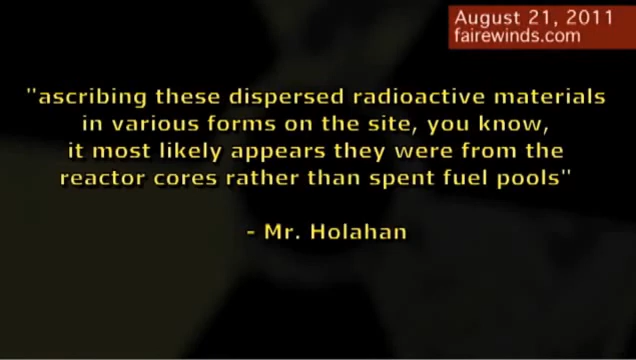 August 21, 2011
fairewinds.com
"ascribing these dispersed radioactive materials
in various forms on the site, you know,
it most likely appears they were from the
reactor cores rather than spent fuel pools"
- Mr. Holahan